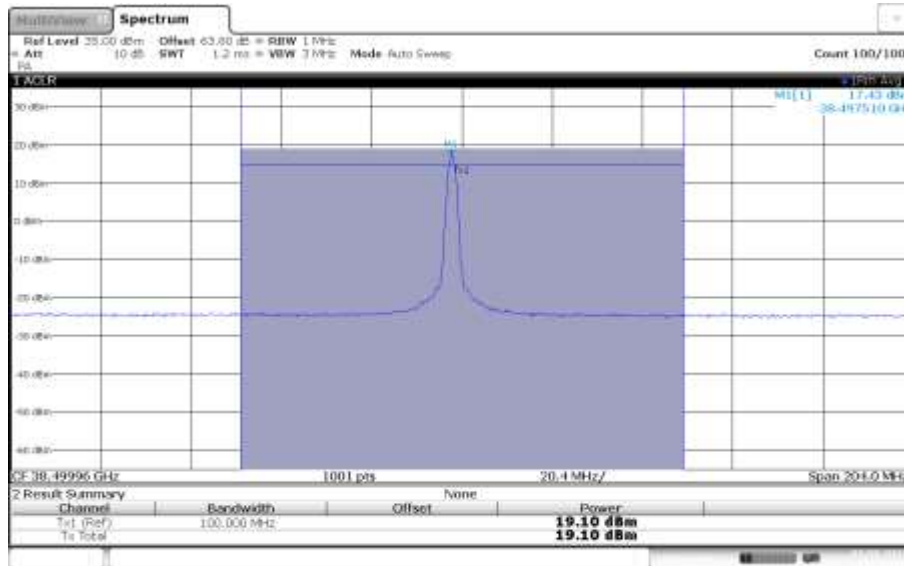 MultiView Spectrum
Ref Level 35.00 dBm Offset 63.80 dB RBW 1 MHz
Att 10 dB SWT 1.2 ms VBW 3 MHz Mode Auto Sweep Count 100/100
PA
1 ACLR
M1[1] 17.43 dBm
38.497510 GHz
30 dBm
20 dBm
M1
Tx1
10 dBm
0 dBm
-10 dBm
-20 dBm
-30 dBm
-40 dBm
-50 dBm
-60 dBm
CF 38.49996 GHz 1001 pts 20.4 MHz/ Span 204.0 MHz
2 Result Summary None
Channel Bandwidth Offset Power
Tx1 (Ref) 100.000 MHz 19.10 dBm
Tx Total 19.10 dBm